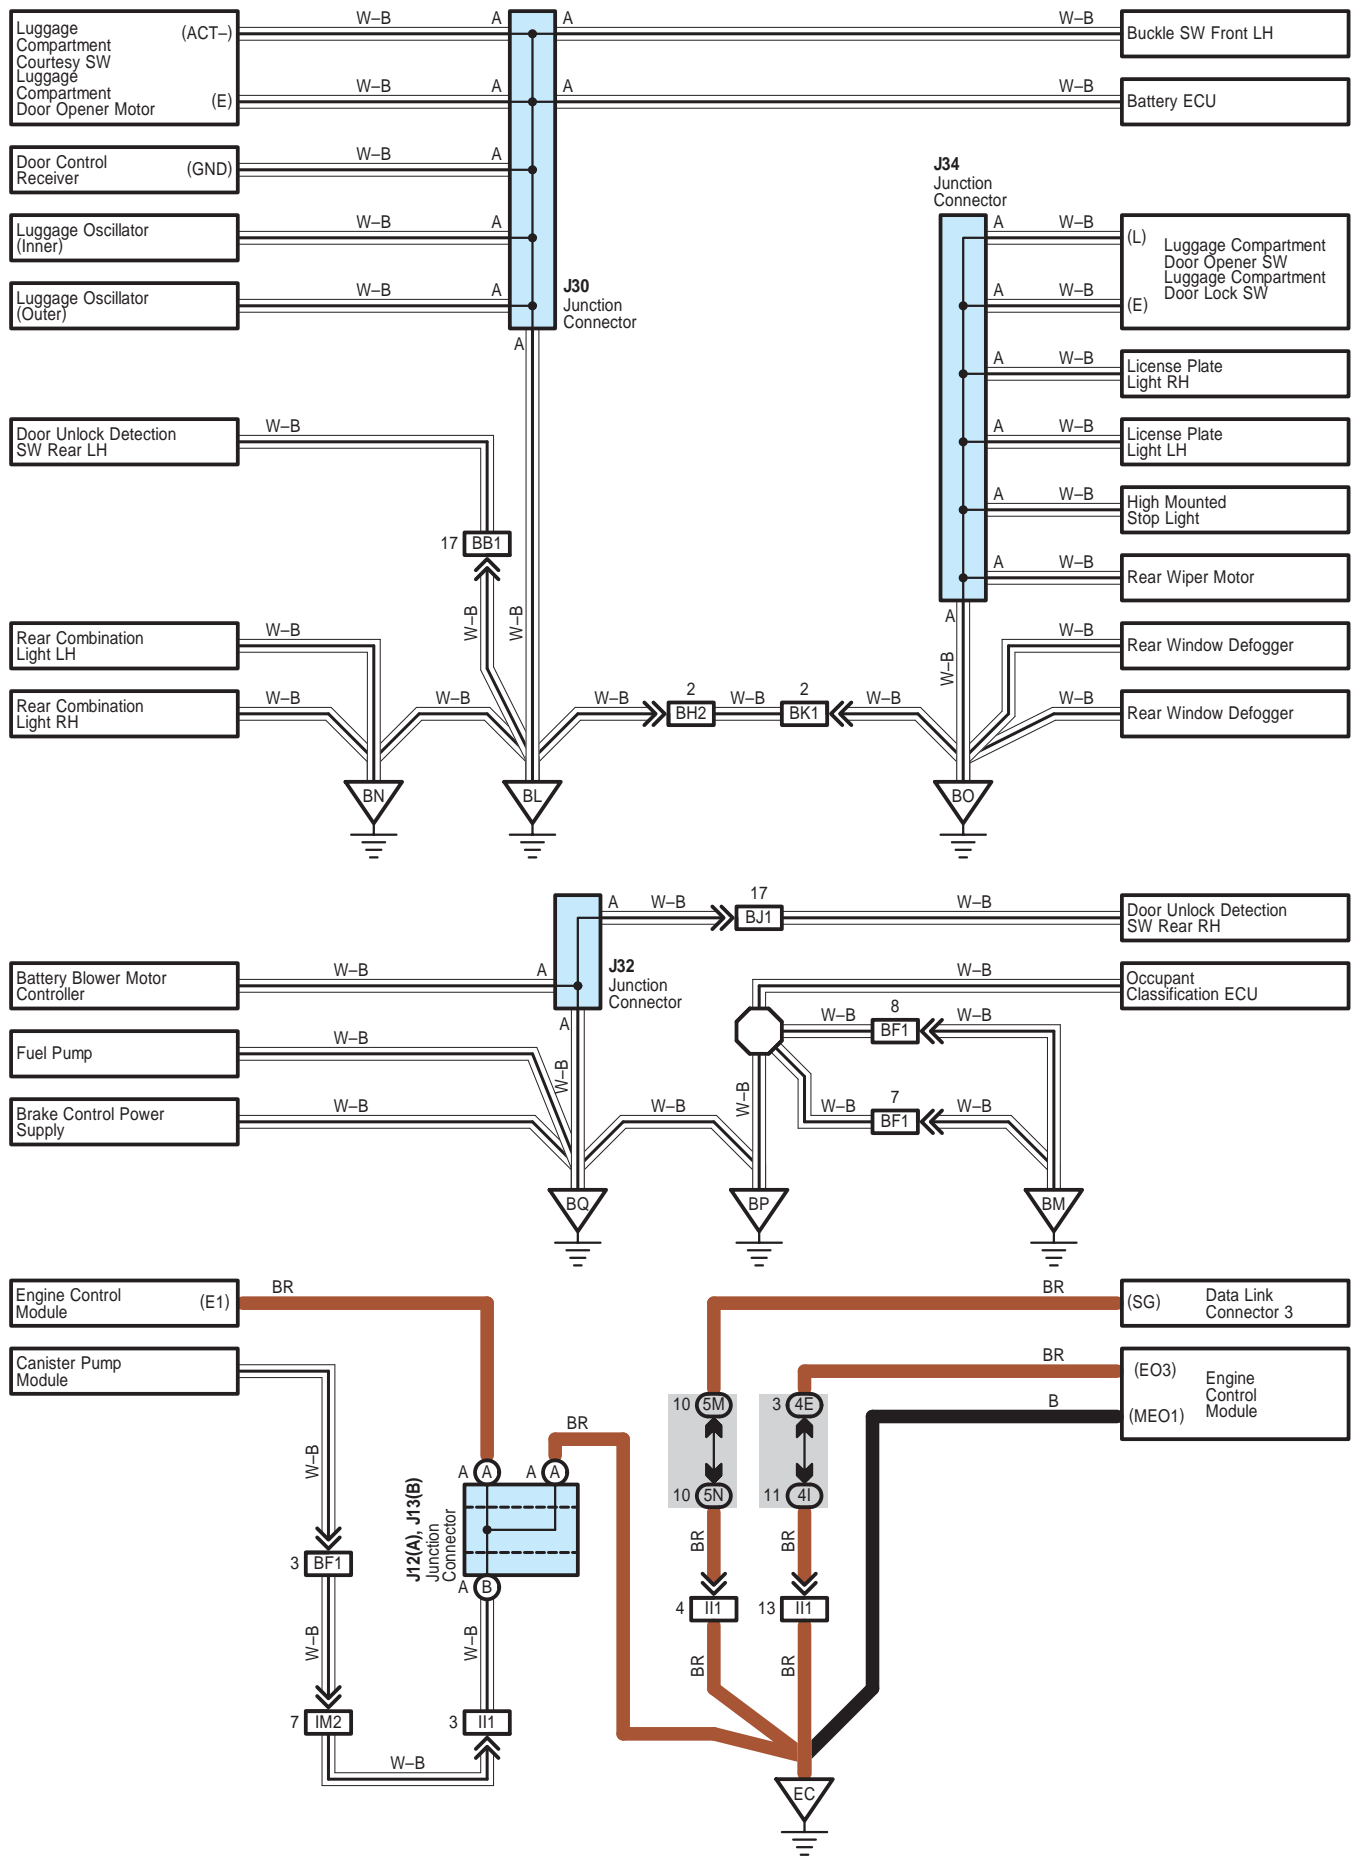 W–B A A W–B
Luggage
Compartment
Courtesy SW
Luggage
Compartment
Door Opener Motor
(ACT–)
Buckle SW Front LH
W–B A A W–B
(E)
Battery ECU
W–B A
Door Control
Receiver
(GND)
J34
Junction
Connector
W–B A
Luggage Oscillator
(Inner)
A W–B
(L)
Luggage Compartment
Door Opener SW
Luggage Compartment
Door Lock SW
W–B A
Luggage Oscillator
(Outer)
J30
Junction
Connector
A W–B
(E)
A
A W–B
License Plate
Light RH
W–B
Door Unlock Detection
SW Rear LH
A W–B
License Plate
Light LH
A W–B
High Mounted
Stop Light
17 BB1
A W–B
Rear Wiper Motor
W–B
W–B
A
W–B
W–B
Rear Combination
Light LH
W–B
Rear Window Defogger
W–B
Rear Combination
Light RH
W–B
W–B
2
BH2
W–B
2
BK1
W–B
W–B
Rear Window Defogger
BN
BL
BO
A W–B
17
BJ1
W–B
Door Unlock Detection
SW Rear RH
W–B A
Battery Blower Motor
Controller
J32
Junction
Connector
W–B
Occupant
Classification ECU
A
W–B
W–B
Fuel Pump
W–B
8
BF1
W–B
W–B
Brake Control Power
Supply
W–B
W–B
W–B
7
BF1
W–B
BQ
BP
BM
Engine Control
Module
(E1)
BR
BR
(SG)
Data Link
Connector 3
Canister Pump
Module
BR
(EO3)
Engine
Control
Module
B
(MEO1)
10 5M
3 4E
BR
W–B
A A
A A
10 5N
11 4I
J12(A), J13(B)
Junction
Connector
BR
BR
3 BF1
A B
4 II1
13 II1
W–B
W–B
BR
BR
7 IM2
3 II1
W–B
EC